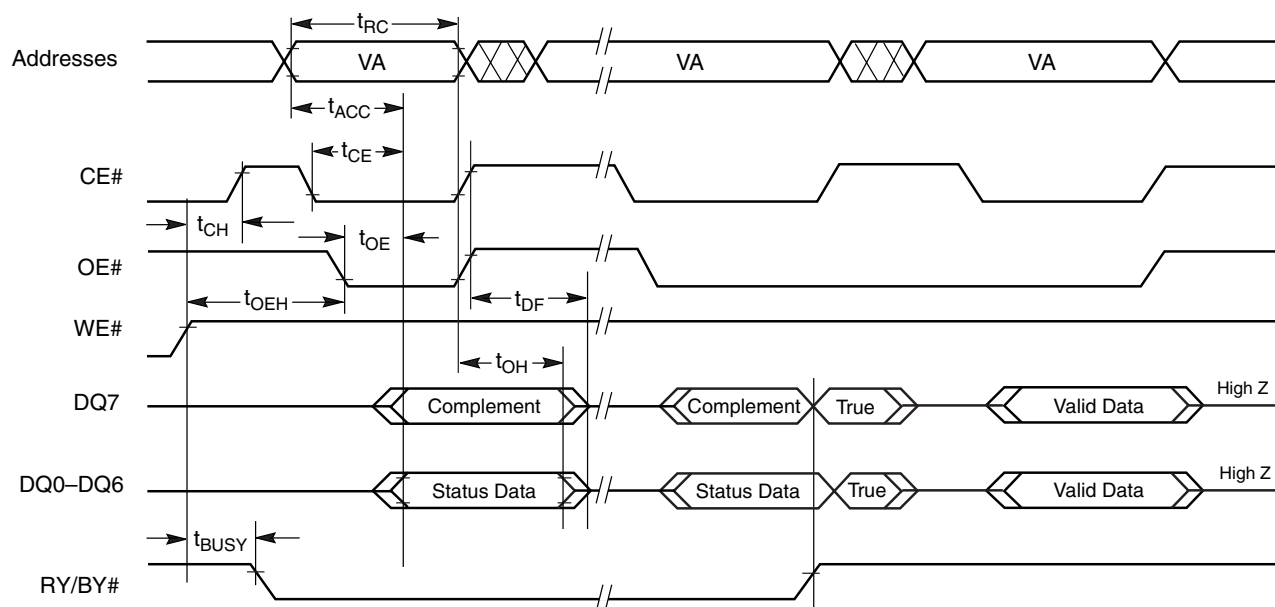 tRC
Addresses VA VA VA
tACC
tCE
CE#
tCH
tOE
OE#
tOEH tDF
WE#
tOH
DQ7 Complement Complement True Valid Data High Z
DQ0–DQ6 Status Data Status Data True Valid Data High Z
tBUSY
RY/BY#